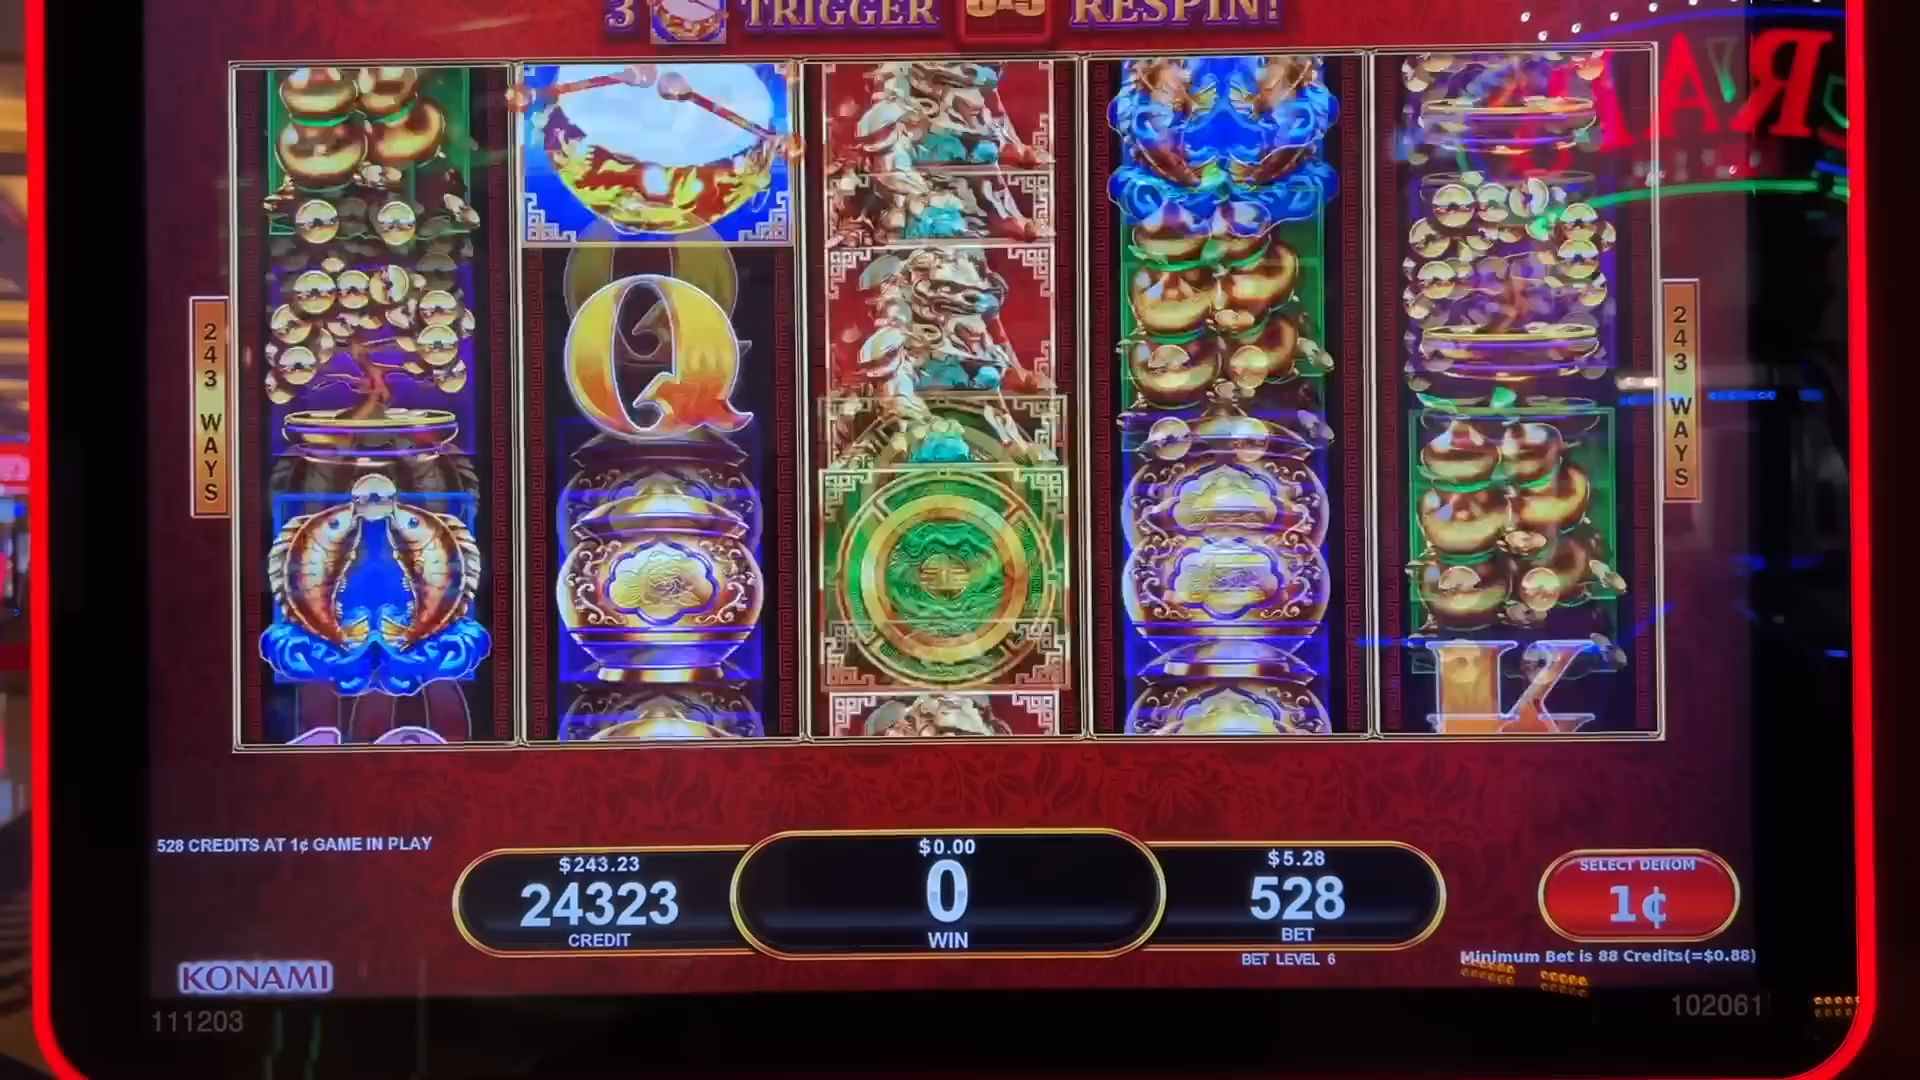 3 TRIGGER RESPIN!
243 WAYS
243 WAYS
Q
K
528 CREDITS AT 1¢ GAME IN PLAY
$243.23
24323
CREDIT
$0.00
0
WIN
$5.28
528
BET
BET LEVEL 6
SELECT DENOM
1¢
Minimum Bet is 88 Credits(=$0.88)
KONAMI
111203
102061